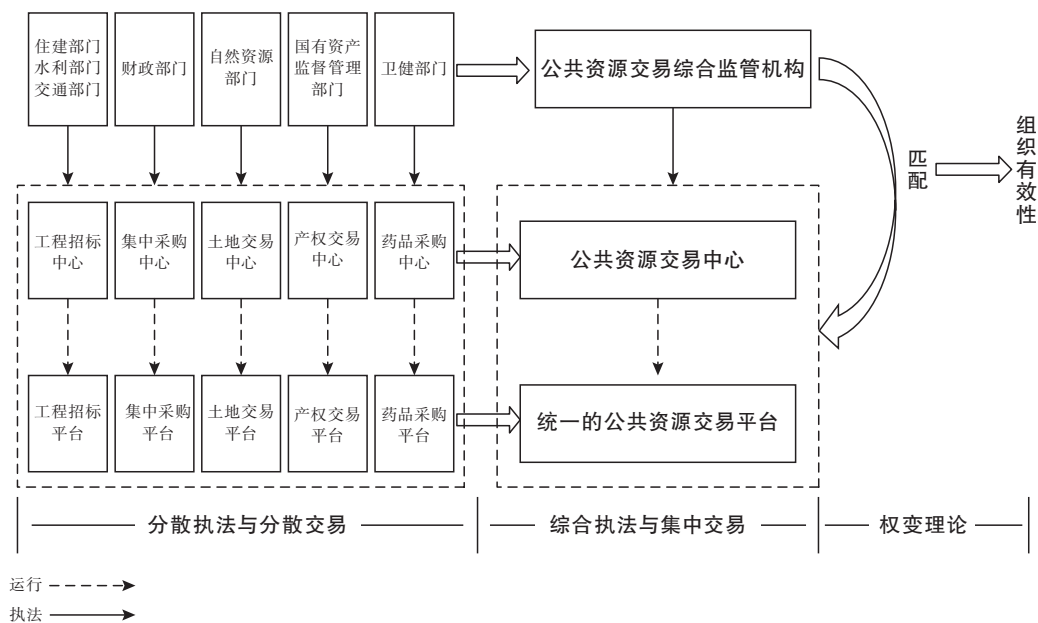 住建部门
水利部门
交通部门
财政部门
自然资源
部门
国有资产
监督管理
部门
卫健部门
公共资源交易综合监管机构
匹配
组织有效性
工程招标
中心
集中采购
中心
土地交易
中心
产权交易
中心
药品采购
中心
公共资源交易中心
工程招标
平台
集中采购
平台
土地交易
平台
产权交易
平台
药品采购
平台
统一的公共资源交易平台
分散执法与分散交易
综合执法与集中交易
权变理论
运行
执法